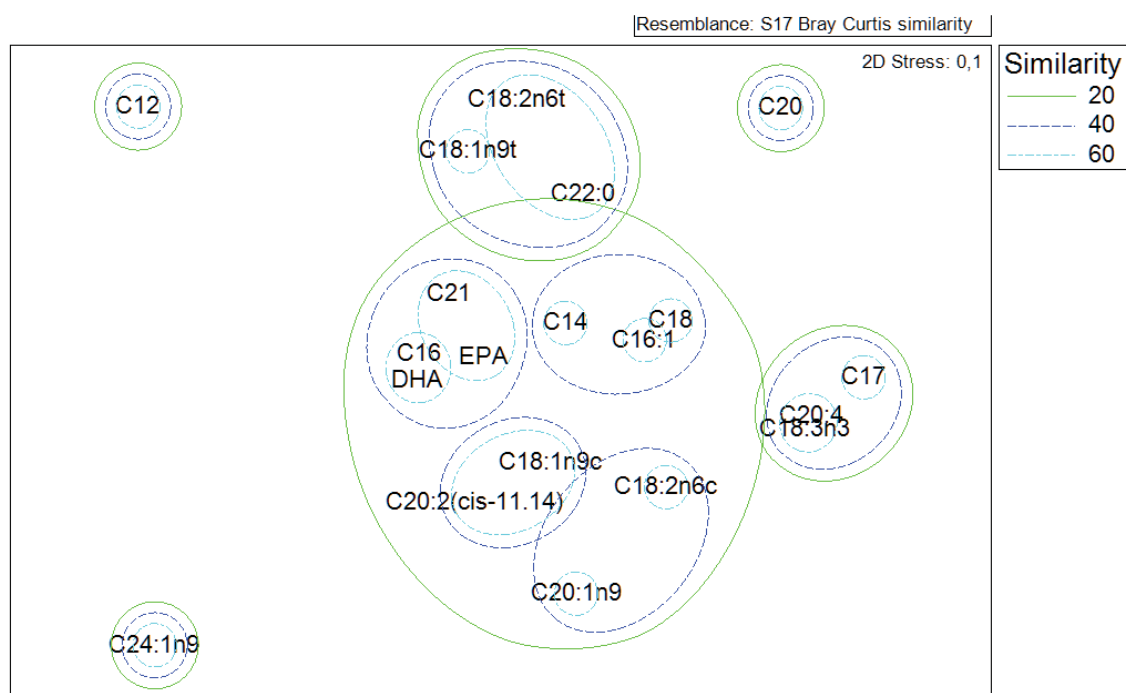 Resemblance: S17 Bray Curtis similarity
2D Stress: 0,1
Similarity
20
40
60
C12
C18:2n6t
C20
C18:1n9t
C22:0
C21
C14
C18
C16:1
C16
EPA
DHA
C17
C20:4
C18:3n3
C18:1n9c
C20:2(cis-11.14)
C18:2n6c
C20:1n9
C24:1n9